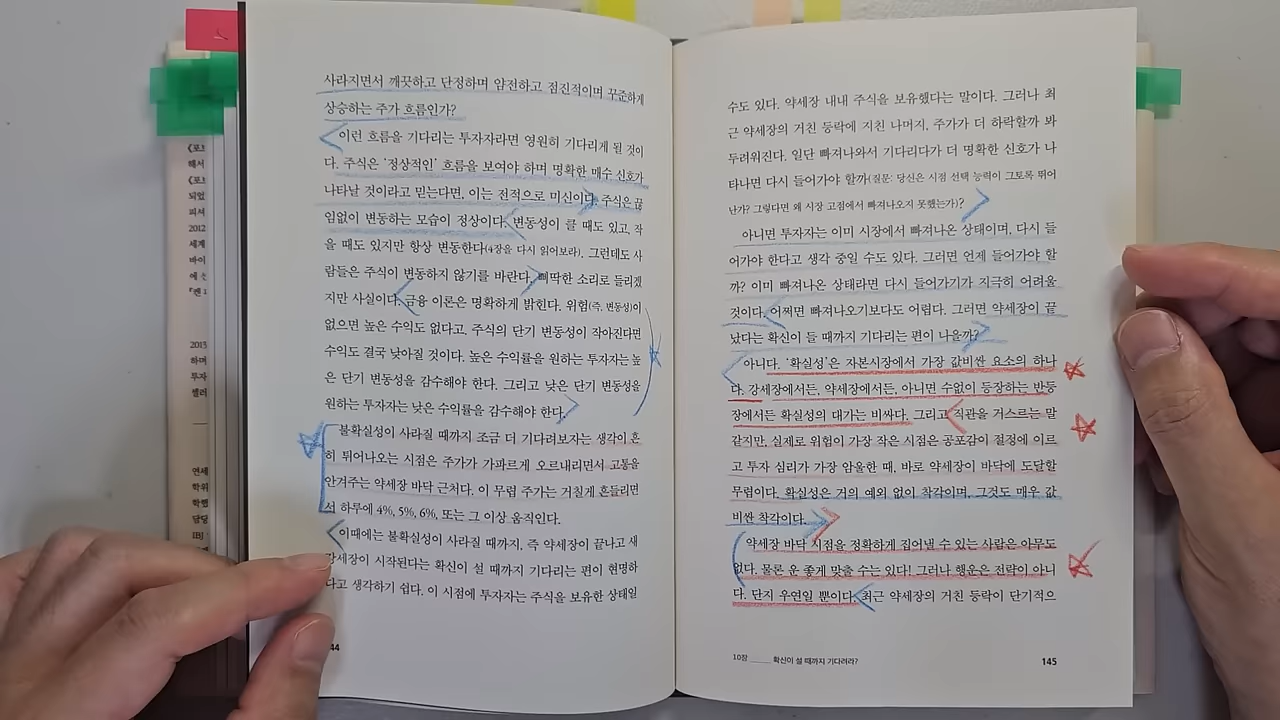 사라지면서 깨끗하고 단정하며 얌전하고 점진적이며 꾸준하게
상승하는 주가 흐름인가?
이런 흐름을 기다리는 투자자라면 영원히 기다리게 될 것이
다. 주식은 '정상적인' 흐름을 보여야 하며 명확한 매수 신호가
나타날 것이라고 믿는다면, 이는 전적으로 미신이다. 주식은 끊
임없이 변동하는 모습이 정상이다. 변동성이 클 때도 있고, 작
을 때도 있지만 항상 변동한다(4장을 다시 읽어보라). 그런데도 사
람들은 주식이 변동하지 않기를 바란다. 삐딱한 소리로 들리겠
지만 사실이다. 금융 이론은 명확하게 밝힌다. 위험(즉, 변동성)이
없으면 높은 수익도 없다고, 주식의 단기 변동성이 작아진다면
수익도 결국 낮아질 것이다. 높은 수익률을 원하는 투자자는 높
은 단기 변동성을 감수해야 한다. 그리고 낮은 단기 변동성을
원하는 투자자는 낮은 수익률을 감수해야 한다.
불확실성이 사라질 때까지 조금 더 기다려보자는 생각이 흔
히 튀어나오는 시점은 주가가 가파르게 오르내리면서 고통을
안겨주는 약세장 바닥 근처다. 이 무렵 주가는 거칠게 흔들리면
서 하루에 4%, 5%, 6%, 또는 그 이상 움직인다.
이때에는 불확실성이 사라질 때까지, 즉 약세장이 끝나고 새
강세장이 시작된다는 확신이 설 때까지 기다리는 편이 현명하
다고 생각하기 쉽다. 이 시점에 투자자는 주식을 보유한 상태일
44
수도 있다. 약세장 내내 주식을 보유했다는 말이다. 그러나 최
근 약세장의 거친 등락에 지친 나머지, 주가가 더 하락할까 봐
두려워진다. 일단 빠져나와서 기다리다가 더 명확한 신호가 나
타나면 다시 들어가야 할까(질문: 당신은 시점 선택 능력이 그토록 뛰어
난가? 그렇다면 왜 시장 고점에서 빠져나오지 못했는가)?
아니면 투자자는 이미 시장에서 빠져나온 상태이며, 다시 들
어가야 한다고 생각 중일 수도 있다. 그러면 언제 들어가야 할
까? 이미 빠져나온 상태라면 다시 들어가기가 지극히 어려울
것이다. 어쩌면 빠져나오기보다도 어렵다. 그러면 약세장이 끝
났다는 확신이 들 때까지 기다리는 편이 나을까?
아니다. '확실성'은 자본시장에서 가장 값비싼 요소의 하나
다. 강세장에서든, 약세장에서든, 아니면 수없이 등장하는 반등
장에서든 확실성의 대가는 비싸다. 그리고 직관을 거스르는 말
같지만, 실제로 위험이 가장 작은 시점은 공포감이 절정에 이르
고 투자 심리가 가장 암울한 때, 바로 약세장이 바닥에 도달할
무렵이다. 확실성은 거의 예외 없이 착각이며, 그것도 매우 값
비싼 착각이다.
약세장 바닥 시점을 정확하게 집어낼 수 있는 사람은 아무도
없다. 물론 운 좋게 맞출 수는 있다! 그러나 행운은 전략이 아니
다. 단지 우연일 뿐이다. 최근 약세장의 거친 등락이 단기적으
10장 확신이 설 때까지 기다려라?
145